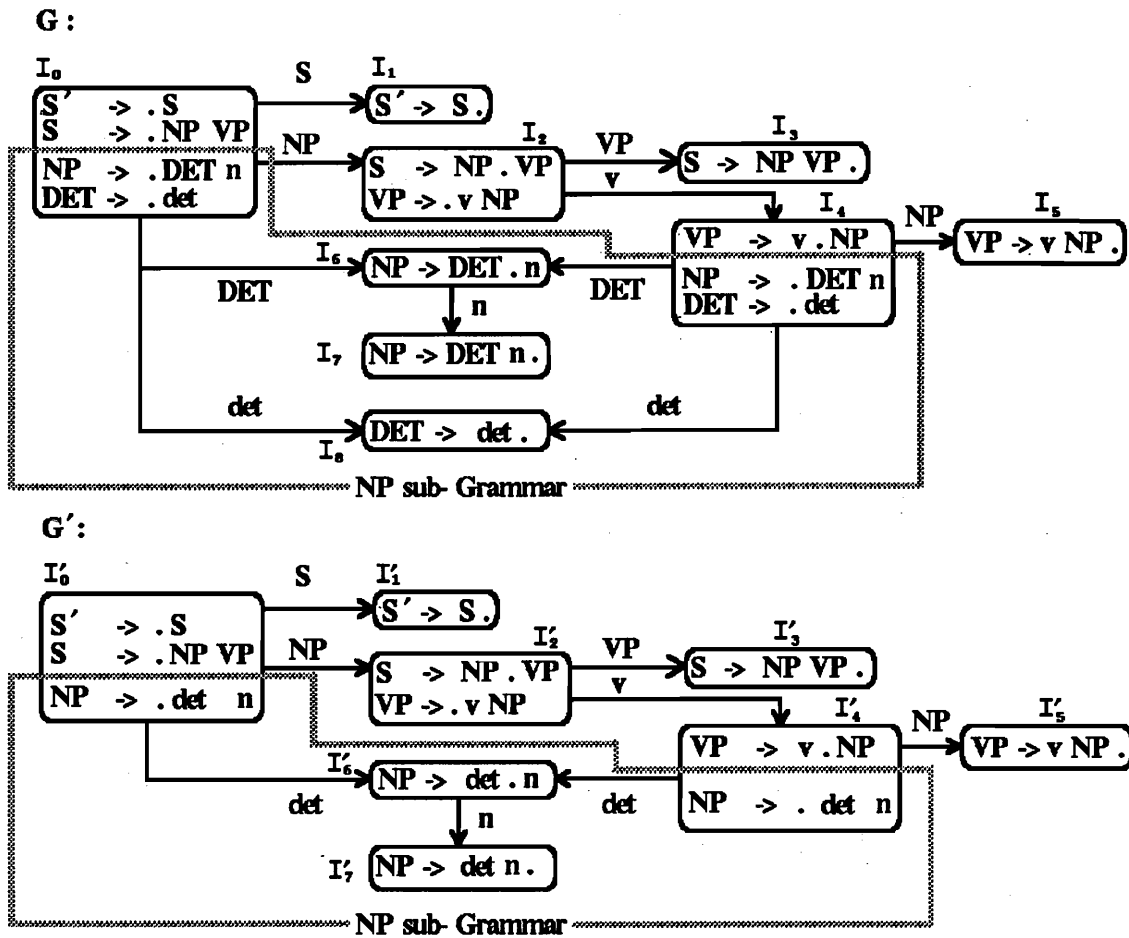 G :
I₀
S' -> . S
S -> . NP VP
NP -> . DET n
DET -> . det
S
I₁
S' -> S .
NP
I₂
S -> NP . VP
VP -> . v NP
VP
v
I₃
S -> NP VP .
I₄
VP -> v . NP
NP -> . DET n
DET -> . det
NP
I₅
VP -> v NP .
I₆
NP -> DET . n
DET
DET
n
I₇
NP -> DET n .
det
det
I₈
DET -> det .
NP sub- Grammar
G' :
I'₀
S' -> . S
S -> . NP VP
NP -> . det n
S
I'₁
S' -> S .
NP
I'₂
S -> NP . VP
VP -> . v NP
VP
v
I'₃
S -> NP VP .
I'₄
VP -> v . NP
NP -> . det n
NP
I'₅
VP -> v NP .
I'₆
NP -> det . n
det
det
n
I'₇
NP -> det n .
NP sub- Grammar